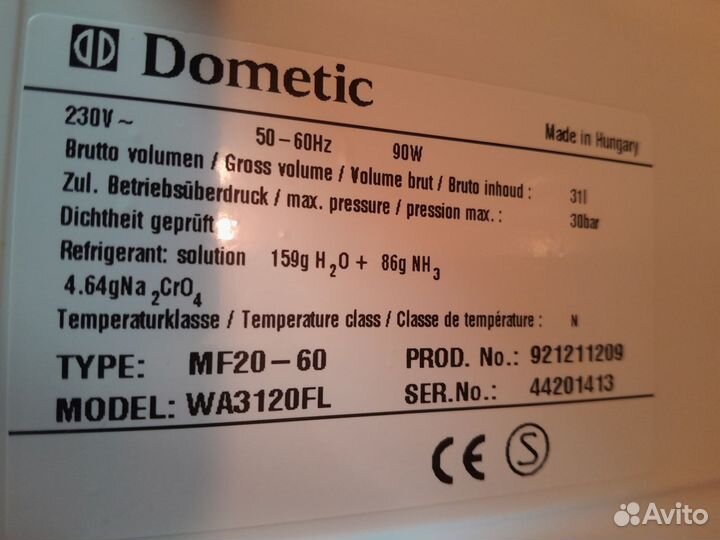 Dometic
230V ~ 50-60Hz 90W Made in Hungary
Brutto volumen / Gross volume / Volume brut / Bruto inhoud : 31l
Zul. Betriebsüberdruck / max. pressure / pression max. : 30bar
Dichtheit geprüft
Refrigerant: solution 159g H₂O + 86g NH₃
4.64gNa₂CrO₄
Temperaturklasse / Temperature class / Classe de température : N
TYPE: MF20-60 PROD. No.: 921211209
MODEL: WA3120FL SER.No.: 44201413
CE S
Avito